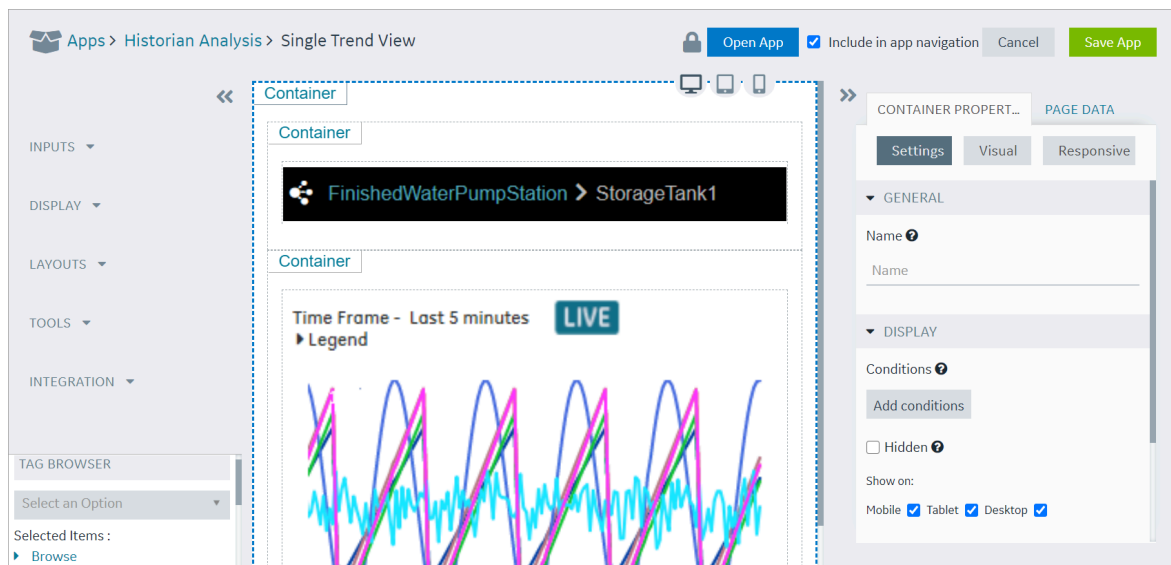 Apps > Historian Analysis > Single Trend View
Open App
Include in app navigation
Cancel
Save App
INPUTS
DISPLAY
LAYOUTS
TOOLS
INTEGRATION
TAG BROWSER
Select an Option
Selected Items :
Browse
Container
Container
FinishedWaterPumpStation > StorageTank1
Container
Time Frame - Last 5 minutes
LIVE
Legend
CONTAINER PROPERT...
PAGE DATA
Settings
Visual
Responsive
GENERAL
Name
Name
DISPLAY
Conditions
Add conditions
Hidden
Show on:
Mobile Tablet Desktop